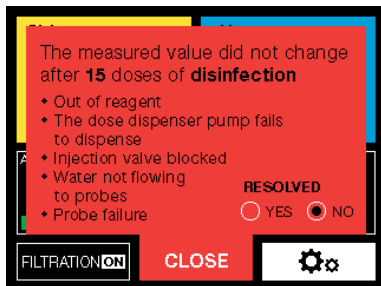 The measured value did not change
after 15 doses of disinfection
• Out of reagent
• The dose dispenser pump fails
to dispense
• Injection valve blocked
• Water not flowing
to probes
• Probe failure
RESOLVED
YES NO
FILTRATION ON
CLOSE